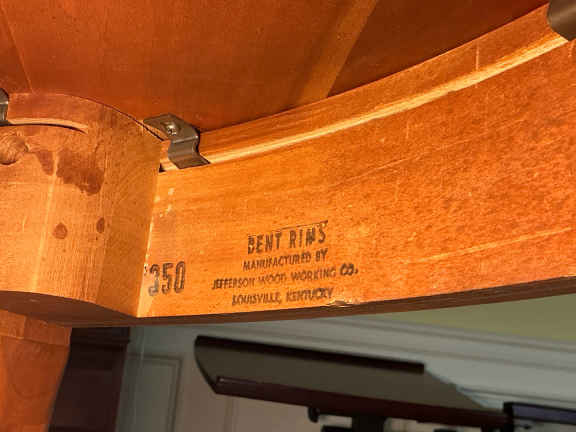 BENT RIMS
MANUFACTURED BY
JEFFERSON WOOD WORKING CO.
LOUISVILLE, KENTUCKY
350